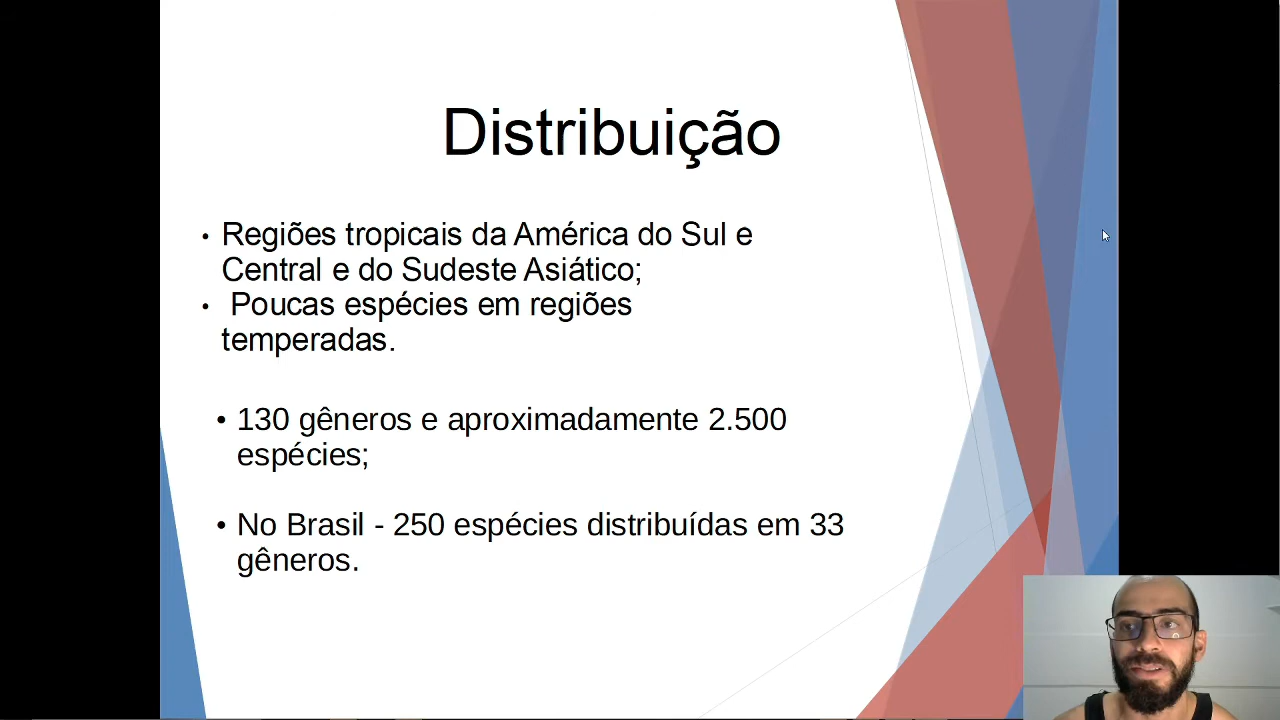 Distribuição
• Regiões tropicais da América do Sul e
Central e do Sudeste Asiático;
• Poucas espécies em regiões
temperadas.
• 130 gêneros e aproximadamente 2.500
espécies;
• No Brasil - 250 espécies distribuídas em 33
gêneros.